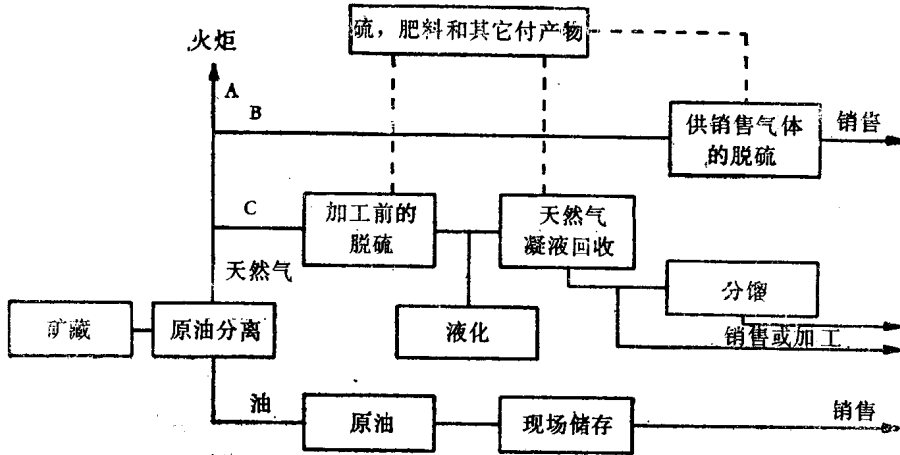 硫，肥料和其它付产物
火炬
A
B
供销售气体
的脱硫
销售
C
加工前的
脱硫
天然气
凝液回收
天然气
分馏
矿藏
原油分离
液化
销售或加工
油
原油
现场储存
销售